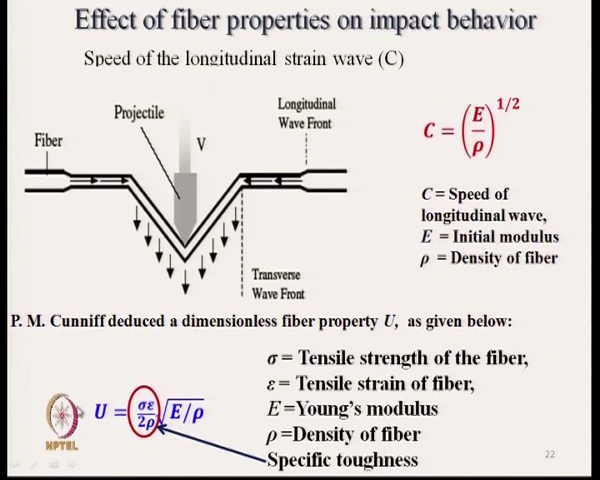 Effect of fiber properties on impact behavior
Speed of the longitudinal strain wave (C)
Projectile
Longitudinal
Wave Front
Fiber
V
C = (E/ρ)^1/2
C = Speed of
longitudinal wave,
E = Initial modulus
ρ = Density of fiber
Transverse
Wave Front
P. M. Cunniff deduced a dimensionless fiber property U, as given below:
σ = Tensile strength of the fiber,
ε = Tensile strain of fiber,
U = σε/2ρ √E/ρ
E =Young's modulus
ρ =Density of fiber
Specific toughness
NPTEL
22